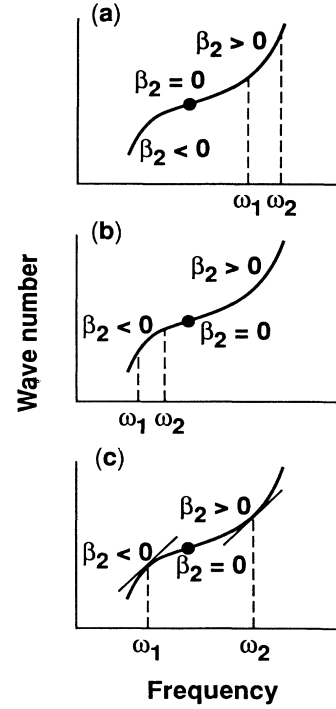 (a)
β₂ > 0
β₂ = 0
β₂ < 0
ω₁ ω₂
(b)
β₂ > 0
β₂ < 0
β₂ = 0
ω₁ ω₂
(c)
β₂ > 0
β₂ < 0
β₂ = 0
ω₁ ω₂
Wave number
Frequency